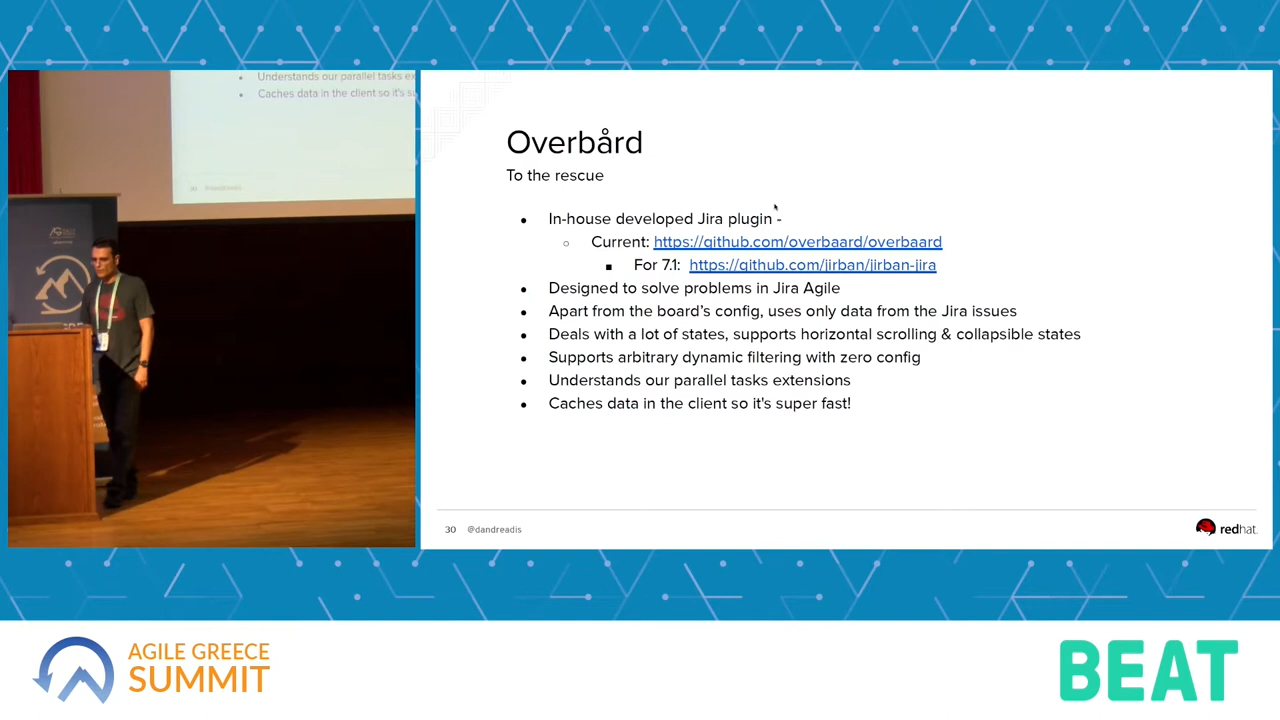 Understands our parallel tasks ex
Caches data in the client so it's s
Overbård
To the rescue
In-house developed Jira plugin -
Current: https://github.com/overbaard/overbaard
For 7.1: https://github.com/jirban/jirban-jira
Designed to solve problems in Jira Agile
Apart from the board's config, uses only data from the Jira issues
Deals with a lot of states, supports horizontal scrolling & collapsible states
Supports arbitrary dynamic filtering with zero config
Understands our parallel tasks extensions
Caches data in the client so it's super fast!
30 @dandreadis
redhat.
AGILE GREECE
SUMMIT
BEAT